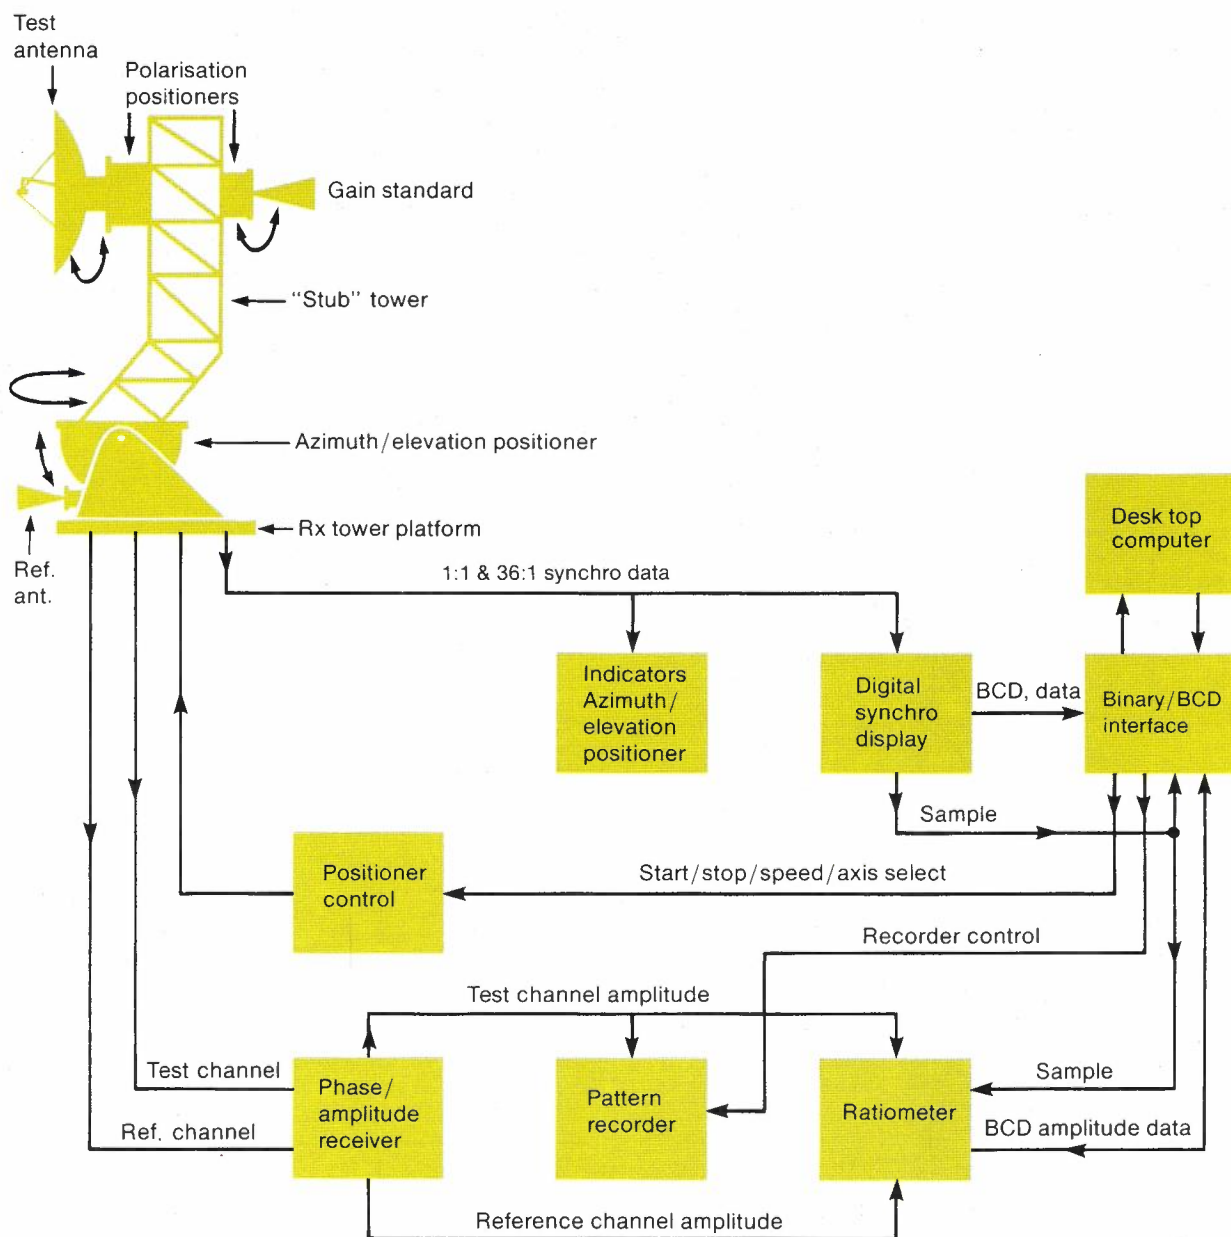 Test
antenna
Polarisation
positioners
Gain standard
"Stub" tower
Azimuth/elevation positioner
Rx tower platform
Ref.
ant.
1:1 & 36:1 synchro data
Desk top
computer
Indicators
Azimuth/
elevation
positioner
Digital
synchro
display
BCD, data
Binary/BCD
interface
Sample
Positioner
control
Start/stop/speed/axis select
Recorder control
Test channel amplitude
Test channel
Ref. channel
Phase/
amplitude
receiver
Pattern
recorder
Ratiometer
Sample
BCD amplitude data
Reference channel amplitude